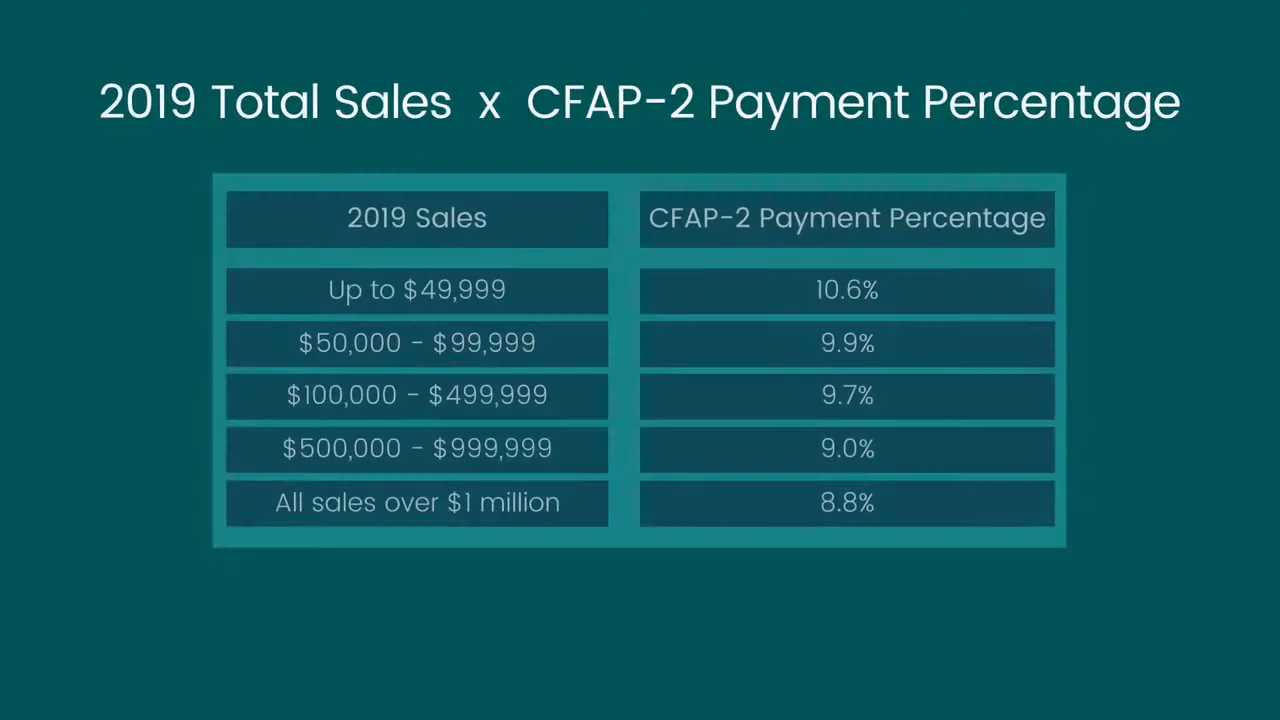 2019 Total Sales x CFAP-2 Payment Percentage
2019 Sales CFAP-2 Payment Percentage
Up to $49,999 10.6%
$50,000 - $99,999 9.9%
$100,000 - $499,999 9.7%
$500,000 - $999,999 9.0%
All sales over $1 million 8.8%